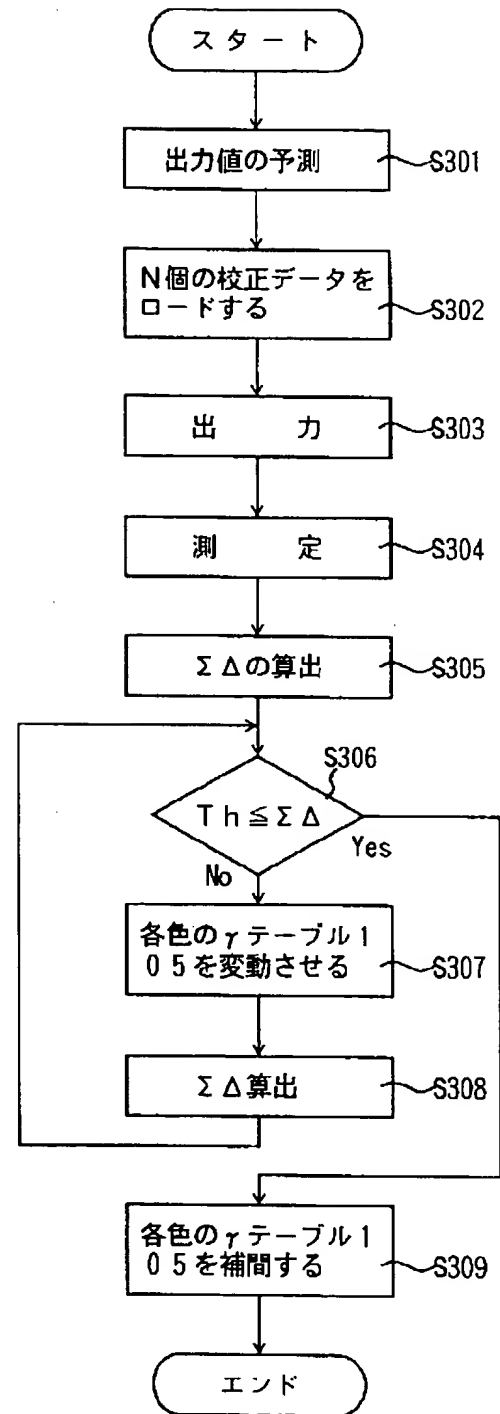 スタート
出力値の予測
S301
N個の校正データを
ロードする
S302
出力
S303
測定
S304
ΣΔの算出
S305
S306
Th≦ΣΔ
Yes
No
各色のγテーブル1
05を変動させる
S307
ΣΔ算出
S308
各色のγテーブル1
05を補間する
S309
エンド